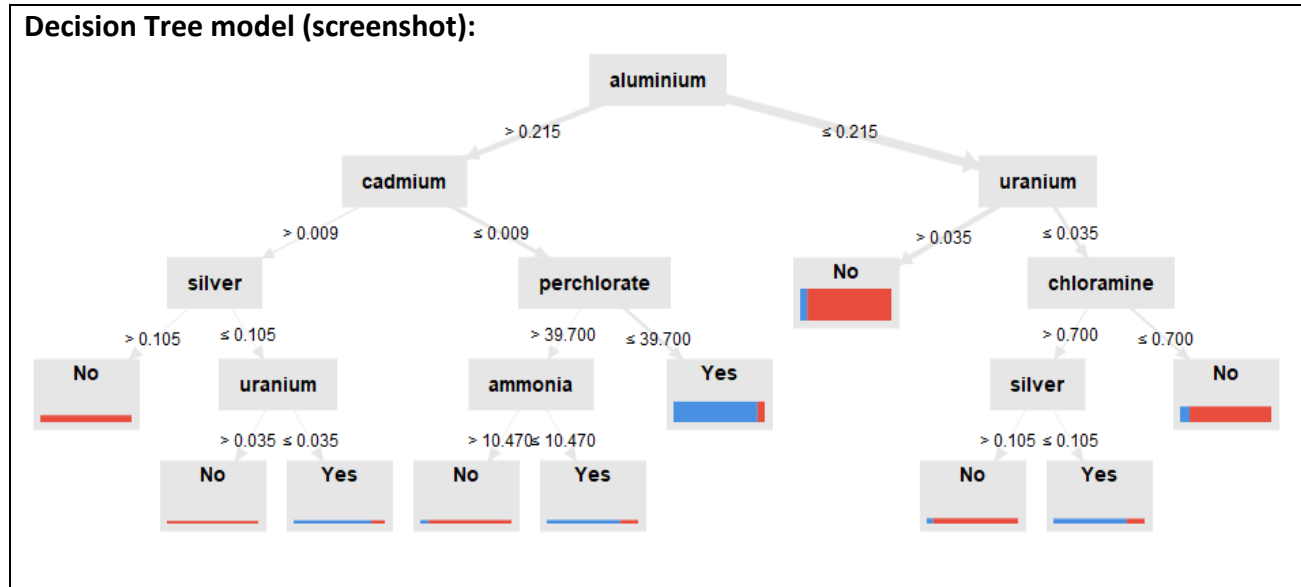 Decision Tree model (screenshot):
aluminium
> 0.215
≤ 0.215
cadmium
uranium
> 0.009
≤ 0.009
> 0.035
≤ 0.035
silver
perchlorate
No
chloramine
> 0.105
≤ 0.105
> 39.700
≤ 39.700
> 0.700
≤ 0.700
No
uranium
ammonia
Yes
silver
No
> 0.035
≤ 0.035
> 10.470
≤ 10.470
> 0.105
≤ 0.105
No
Yes
No
Yes
No
Yes